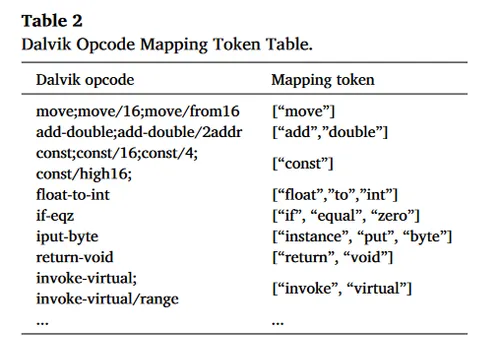 Table 2
Dalvik Opcode Mapping Token Table.
Dalvik opcode Mapping token
move;move/16;move/from16 [“move”]
add-double;add-double/2addr [“add”,”double”]
const;const/16;const/4;
const/high16; [“const”]
float-to-int [“float”,”to”,”int”]
if-eqz [“if”, “equal”, “zero”]
iput-byte [“instance”, “put”, “byte”]
return-void [“return”, “void”]
invoke-virtual;
invoke-virtual/range [“invoke”, “virtual”]
... ...